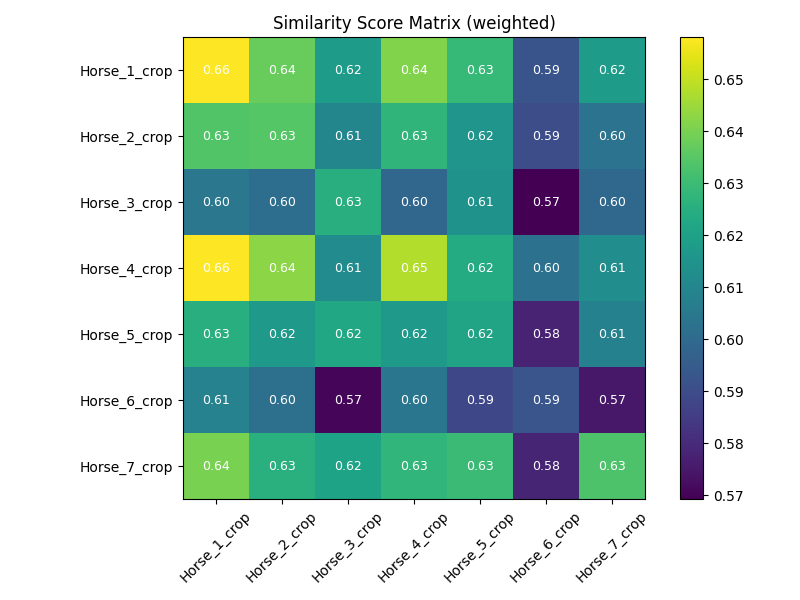 Similarity Score Matrix (weighted)
Horse_1_crop 0.66 0.64 0.62 0.64 0.63 0.59 0.62
Horse_2_crop 0.63 0.63 0.61 0.63 0.62 0.59 0.60
Horse_3_crop 0.60 0.60 0.63 0.60 0.61 0.57 0.60
Horse_4_crop 0.66 0.64 0.61 0.65 0.62 0.60 0.61
Horse_5_crop 0.63 0.62 0.62 0.62 0.62 0.58 0.61
Horse_6_crop 0.61 0.60 0.57 0.60 0.59 0.59 0.57
Horse_7_crop 0.64 0.63 0.62 0.63 0.63 0.58 0.63
Horse_1_crop Horse_2_crop Horse_3_crop Horse_4_crop Horse_5_crop Horse_6_crop Horse_7_crop
0.65
0.64
0.63
0.62
0.61
0.60
0.59
0.58
0.57